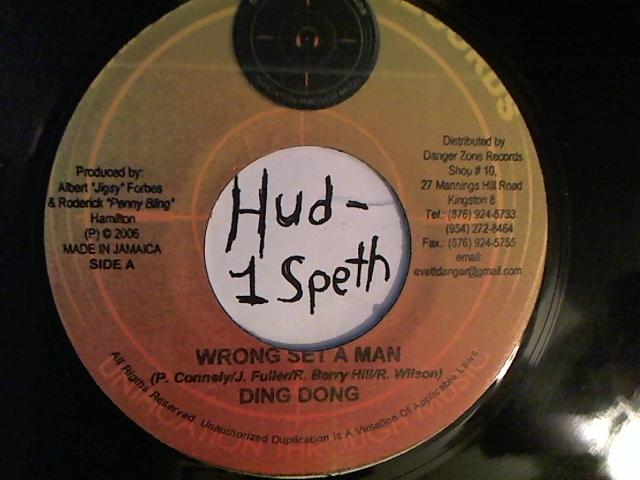 Produced by:
Albert "Jigsy" Forbes
& Roderick "Penny Bling"
Hamilton
(P) © 2006
MADE IN JAMAICA
SIDE A
Distributed by
Danger Zone Records
Shop # 10,
27 Mannings Hill Road
Kingston 8
Tel.: (876) 924-5733
(954) 272-8464
Fax.: (876) 924-5755
email:
evettdanger@gmail.com
Hud-
1 Speth
WRONG SET A MAN
(P. Connely/J. Fuller/R. Berry Hill/R. Wilson)
DING DONG
All Rights Reserved. Unauthorized Duplication Is A Violation Of Applicable Laws.